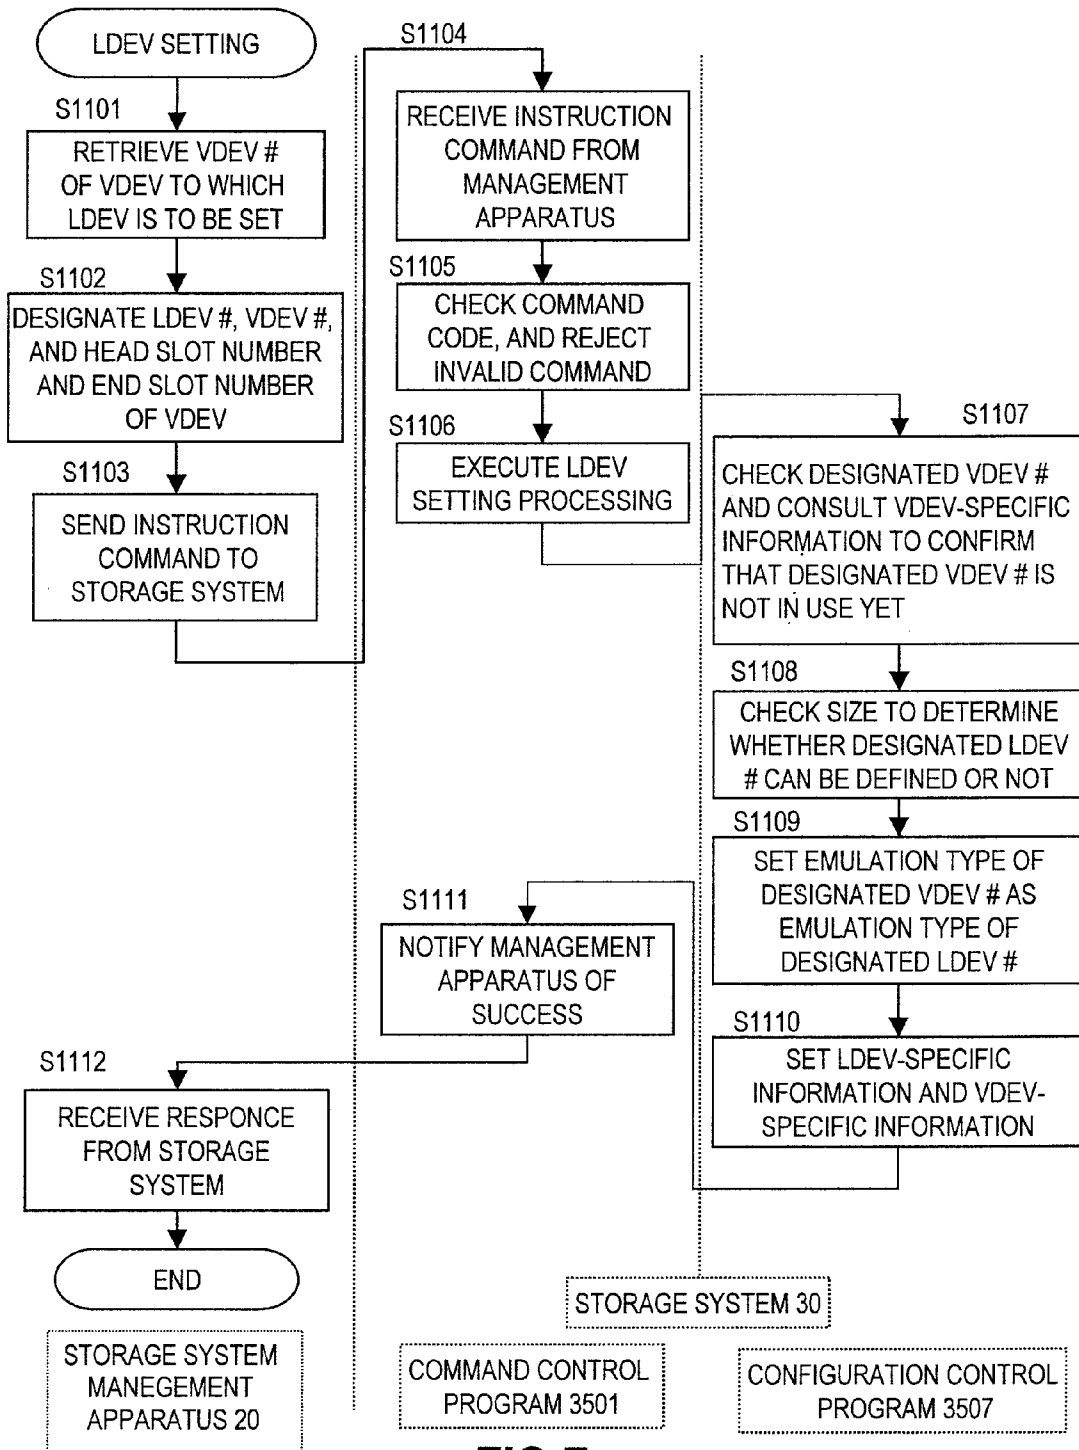 LDEV SETTING
S1101
RETRIEVE VDEV #
OF VDEV TO WHICH
LDEV IS TO BE SET
S1102
DESIGNATE LDEV #, VDEV #,
AND HEAD SLOT NUMBER
AND END SLOT NUMBER
OF VDEV
S1103
SEND INSTRUCTION
COMMAND TO
STORAGE SYSTEM
S1104
RECEIVE INSTRUCTION
COMMAND FROM
MANAGEMENT
APPARATUS
S1105
CHECK COMMAND
CODE, AND REJECT
INVALID COMMAND
S1106
EXECUTE LDEV
SETTING PROCESSING
S1107
CHECK DESIGNATED VDEV #
AND CONSULT VDEV-SPECIFIC
INFORMATION TO CONFIRM
THAT DESIGNATED VDEV # IS
NOT IN USE YET
S1108
CHECK SIZE TO DETERMINE
WHETHER DESIGNATED LDEV
# CAN BE DEFINED OR NOT
S1109
SET EMULATION TYPE OF
DESIGNATED VDEV # AS
EMULATION TYPE OF
DESIGNATED LDEV #
S1110
SET LDEV-SPECIFIC
INFORMATION AND VDEV-
SPECIFIC INFORMATION
S1111
NOTIFY MANAGEMENT
APPARATUS OF
SUCCESS
S1112
RECEIVE RESPONCE
FROM STORAGE
SYSTEM
END
STORAGE SYSTEM 30
STORAGE SYSTEM
MANEGEMENT
APPARATUS 20
COMMAND CONTROL
PROGRAM 3501
CONFIGURATION CONTROL
PROGRAM 3507